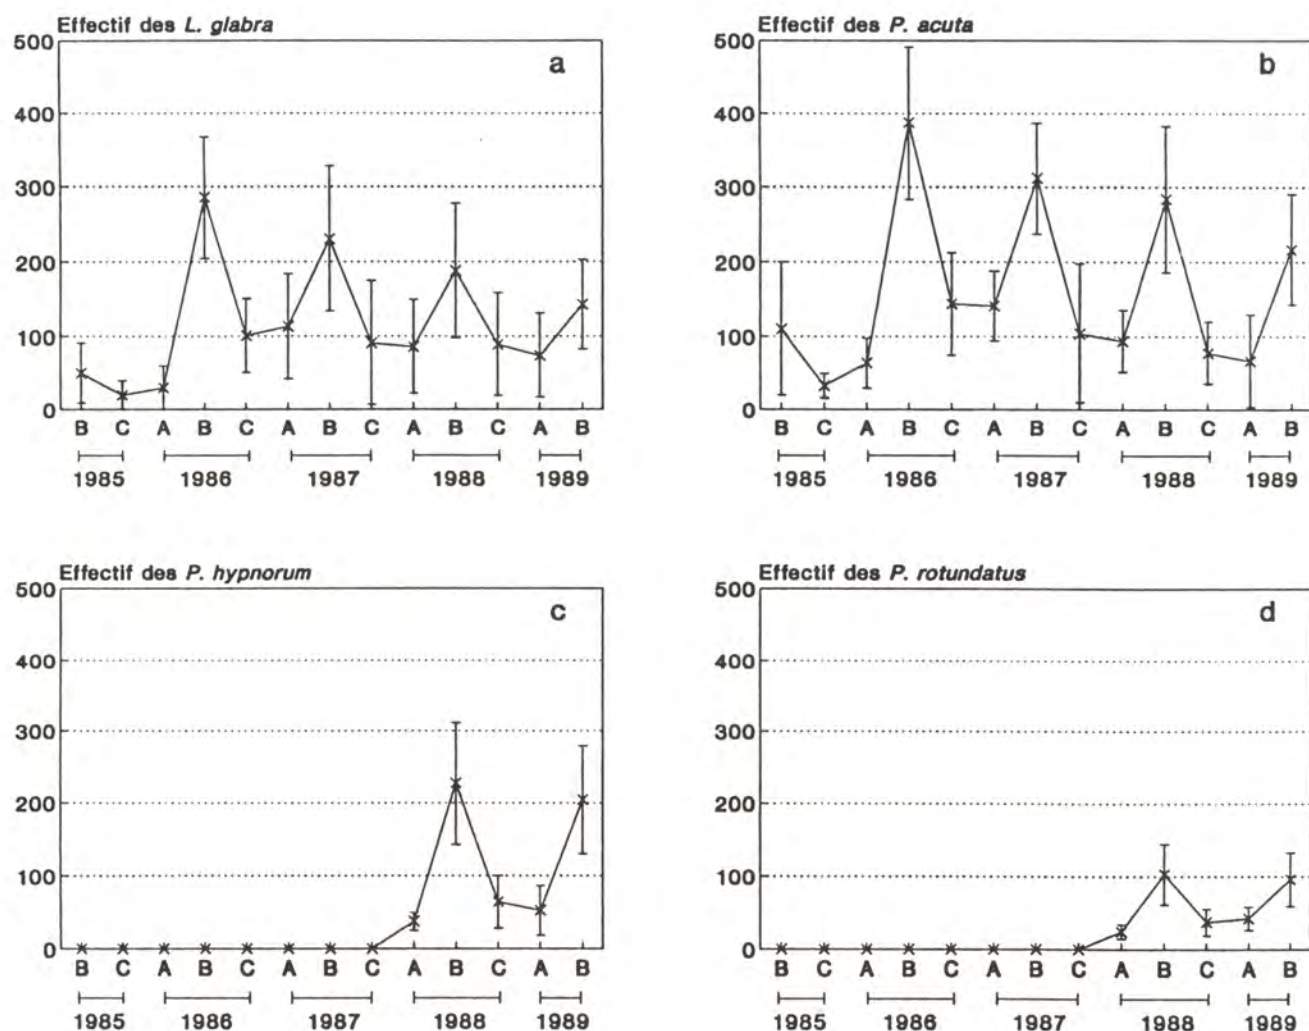 Effectif des L. glabra
a
500
400
300
200
100
0
B C A B C A B C A B C A B
1985 1986 1987 1988 1989
Effectif des P. acuta
b
500
400
300
200
100
0
B C A B C A B C A B C A B
1985 1986 1987 1988 1989
Effectif des P. hypnorum
c
500
400
300
200
100
0
B C A B C A B C A B C A B
1985 1986 1987 1988 1989
Effectif des P. rotundatus
d
500
400
300
200
100
0
B C A B C A B C A B C A B
1985 1986 1987 1988 1989